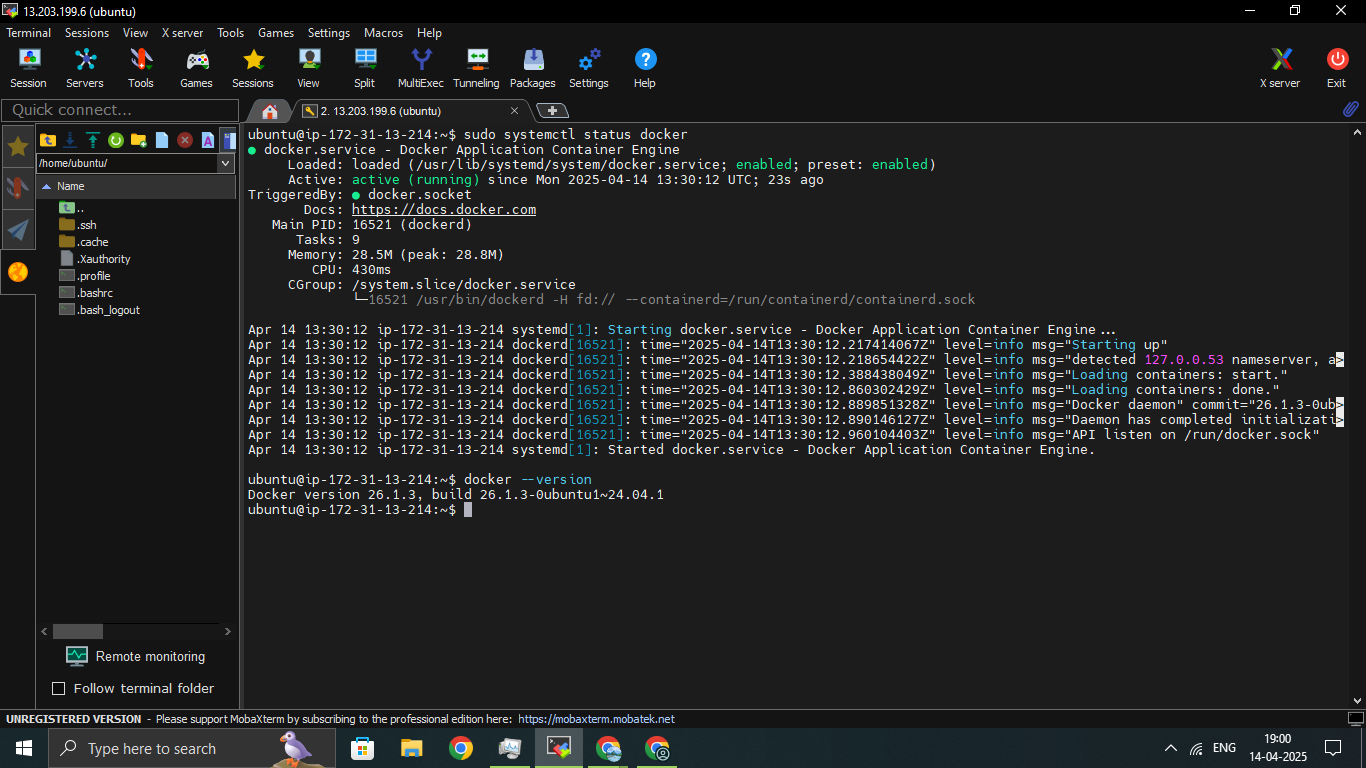 13.203.199.6 (ubuntu)
Terminal Sessions View X server Tools Games Settings Macros Help
Session Servers Tools Games Sessions View Split MultiExec Tunneling Packages Settings Help X server Exit
Quick connect...
2. 13.203.199.6 (ubuntu)
/home/ubuntu/
Name
..
.ssh
.cache
.Xauthority
.profile
.bashrc
.bash_logout
Remote monitoring
Follow terminal folder
ubuntu@ip-172-31-13-214:~$ sudo systemctl status docker
● docker.service - Docker Application Container Engine
Loaded: loaded (/usr/lib/systemd/system/docker.service; enabled; preset: enabled)
Active: active (running) since Mon 2025-04-14 13:30:12 UTC; 23s ago
TriggeredBy: ● docker.socket
Docs: https://docs.docker.com
Main PID: 16521 (dockerd)
Tasks: 9
Memory: 28.5M (peak: 28.8M)
CPU: 430ms
CGroup: /system.slice/docker.service
└─16521 /usr/bin/dockerd -H fd:// --containerd=/run/containerd/containerd.sock
Apr 14 13:30:12 ip-172-31-13-214 systemd[1]: Starting docker.service - Docker Application Container Engine...
Apr 14 13:30:12 ip-172-31-13-214 dockerd[16521]: time="2025-04-14T13:30:12.217414067Z" level=info msg="Starting up"
Apr 14 13:30:12 ip-172-31-13-214 dockerd[16521]: time="2025-04-14T13:30:12.218654422Z" level=info msg="detected 127.0.0.53 nameserver, a>
Apr 14 13:30:12 ip-172-31-13-214 dockerd[16521]: time="2025-04-14T13:30:12.388438049Z" level=info msg="Loading containers: start."
Apr 14 13:30:12 ip-172-31-13-214 dockerd[16521]: time="2025-04-14T13:30:12.860302429Z" level=info msg="Loading containers: done."
Apr 14 13:30:12 ip-172-31-13-214 dockerd[16521]: time="2025-04-14T13:30:12.889851328Z" level=info msg="Docker daemon" commit="26.1.3-0ub>
Apr 14 13:30:12 ip-172-31-13-214 dockerd[16521]: time="2025-04-14T13:30:12.890146127Z" level=info msg="Daemon has completed initializati>
Apr 14 13:30:12 ip-172-31-13-214 dockerd[16521]: time="2025-04-14T13:30:12.960104403Z" level=info msg="API listen on /run/docker.sock"
Apr 14 13:30:12 ip-172-31-13-214 systemd[1]: Started docker.service - Docker Application Container Engine.
ubuntu@ip-172-31-13-214:~$ docker --version
Docker version 26.1.3, build 26.1.3-0ubuntu1~24.04.1
ubuntu@ip-172-31-13-214:~$
UNREGISTERED VERSION - Please support MobaXterm by subscribing to the professional edition here: https://mobaxterm.mobatek.net
Type here to search
ENG
19:00
14-04-2025